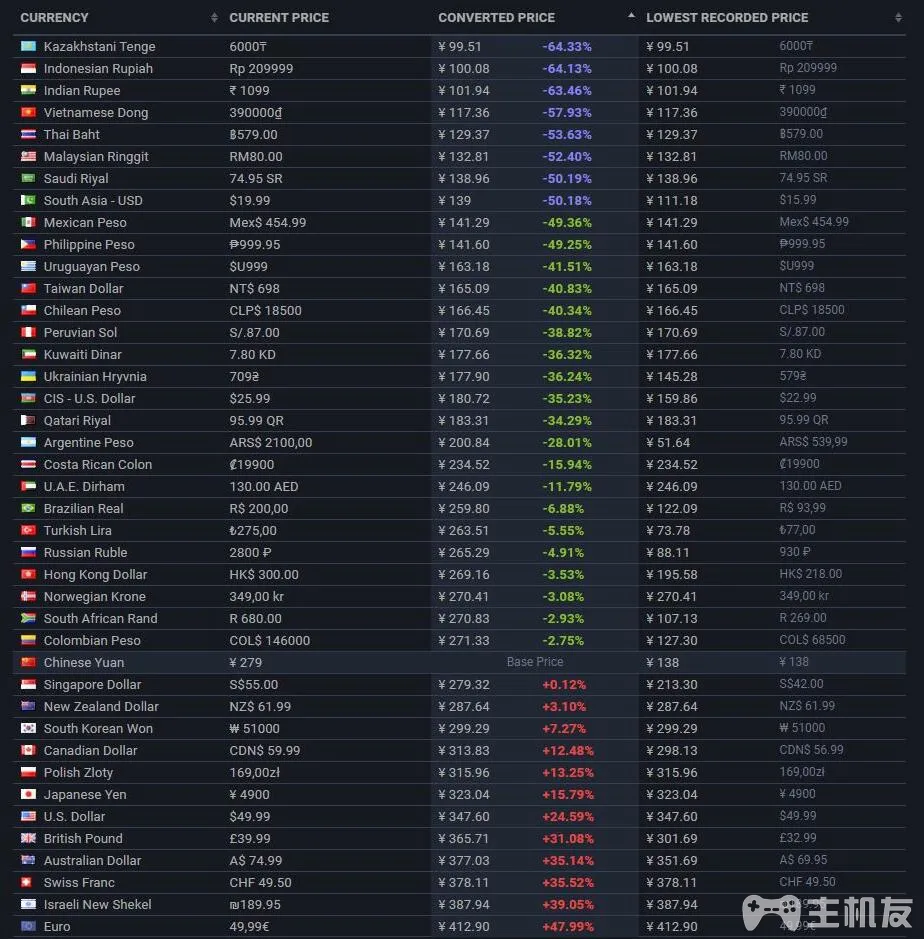 CURRENCY CURRENT PRICE CONVERTED PRICE LOWEST RECORDED PRICE
Kazakhstani Tenge 6000₸ ¥ 99.51 -64.33% ¥ 99.51 6000₸
Indonesian Rupiah Rp 209999 ¥ 100.08 -64.13% ¥ 100.08 Rp 209999
Indian Rupee ₹ 1099 ¥ 101.94 -63.46% ¥ 101.94 ₹ 1099
Vietnamese Dong 390000₫ ¥ 117.36 -57.93% ¥ 117.36 390000₫
Thai Baht ฿579.00 ¥ 129.37 -53.63% ¥ 129.37 ฿579.00
Malaysian Ringgit RM80.00 ¥ 132.81 -52.40% ¥ 132.81 RM80.00
Saudi Riyal 74.95 SR ¥ 138.96 -50.19% ¥ 138.96 74.95 SR
South Asia - USD $19.99 ¥ 139 -50.18% ¥ 111.18 $15.99
Mexican Peso Mex$ 454.99 ¥ 141.29 -49.36% ¥ 141.29 Mex$ 454.99
Philippine Peso ₱999.95 ¥ 141.60 -49.25% ¥ 141.60 ₱999.95
Uruguayan Peso $U999 ¥ 163.18 -41.51% ¥ 163.18 $U999
Taiwan Dollar NT$ 698 ¥ 165.09 -40.83% ¥ 165.09 NT$ 698
Chilean Peso CLP$ 18500 ¥ 166.45 -40.34% ¥ 166.45 CLP$ 18500
Peruvian Sol S/.87.00 ¥ 170.69 -38.82% ¥ 170.69 S/.87.00
Kuwaiti Dinar 7.80 KD ¥ 177.66 -36.32% ¥ 177.66 7.80 KD
Ukrainian Hryvnia 709₴ ¥ 177.90 -36.24% ¥ 145.28 579₴
CIS - U.S. Dollar $25.99 ¥ 180.72 -35.23% ¥ 159.86 $22.99
Qatari Riyal 95.99 QR ¥ 183.31 -34.29% ¥ 183.31 95.99 QR
Argentine Peso ARS$ 2100,00 ¥ 200.84 -28.01% ¥ 51.64 ARS$ 539,99
Costa Rican Colon ₡19900 ¥ 234.52 -15.94% ¥ 234.52 ₡19900
U.A.E. Dirham 130.00 AED ¥ 246.09 -11.79% ¥ 246.09 130.00 AED
Brazilian Real R$ 200,00 ¥ 259.80 -6.88% ¥ 122.09 R$ 93,99
Turkish Lira ₺275,00 ¥ 263.51 -5.55% ¥ 73.78 ₺77,00
Russian Ruble 2800 ₽ ¥ 265.29 -4.91% ¥ 88.11 930 ₽
Hong Kong Dollar HK$ 300.00 ¥ 269.16 -3.53% ¥ 195.58 HK$ 218.00
Norwegian Krone 349,00 kr ¥ 270.41 -3.08% ¥ 270.41 349,00 kr
South African Rand R 680.00 ¥ 270.83 -2.93% ¥ 107.13 R 269.00
Colombian Peso COL$ 146000 ¥ 271.33 -2.75% ¥ 127.30 COL$ 68500
Chinese Yuan ¥ 279 Base Price ¥ 138 ¥ 138
Singapore Dollar S$55.00 ¥ 279.32 +0.12% ¥ 213.30 S$42.00
New Zealand Dollar NZ$ 61.99 ¥ 287.64 +3.10% ¥ 287.64 NZ$ 61.99
South Korean Won ₩ 51000 ¥ 299.29 +7.27% ¥ 299.29 ₩ 51000
Canadian Dollar CDN$ 59.99 ¥ 313.83 +12.48% ¥ 298.13 CDN$ 56.99
Polish Zloty 169,00zł ¥ 315.96 +13.25% ¥ 315.96 169,00zł
Japanese Yen ¥ 4900 ¥ 323.04 +15.79% ¥ 323.04 ¥ 4900
U.S. Dollar $49.99 ¥ 347.60 +24.59% ¥ 347.60 $49.99
British Pound £39.99 ¥ 365.71 +31.08% ¥ 301.69 £32.99
Australian Dollar A$ 74.99 ¥ 377.03 +35.14% ¥ 351.69 A$ 69.95
Swiss Franc CHF 49.50 ¥ 378.11 +35.52% ¥ 378.11 CHF 49.50
Israeli New Shekel ₪189.95 ¥ 387.94 +39.05% ¥ 387.94
Euro 49,99€ ¥ 412.90 +47.99% ¥ 412.90 49,99€
主机友